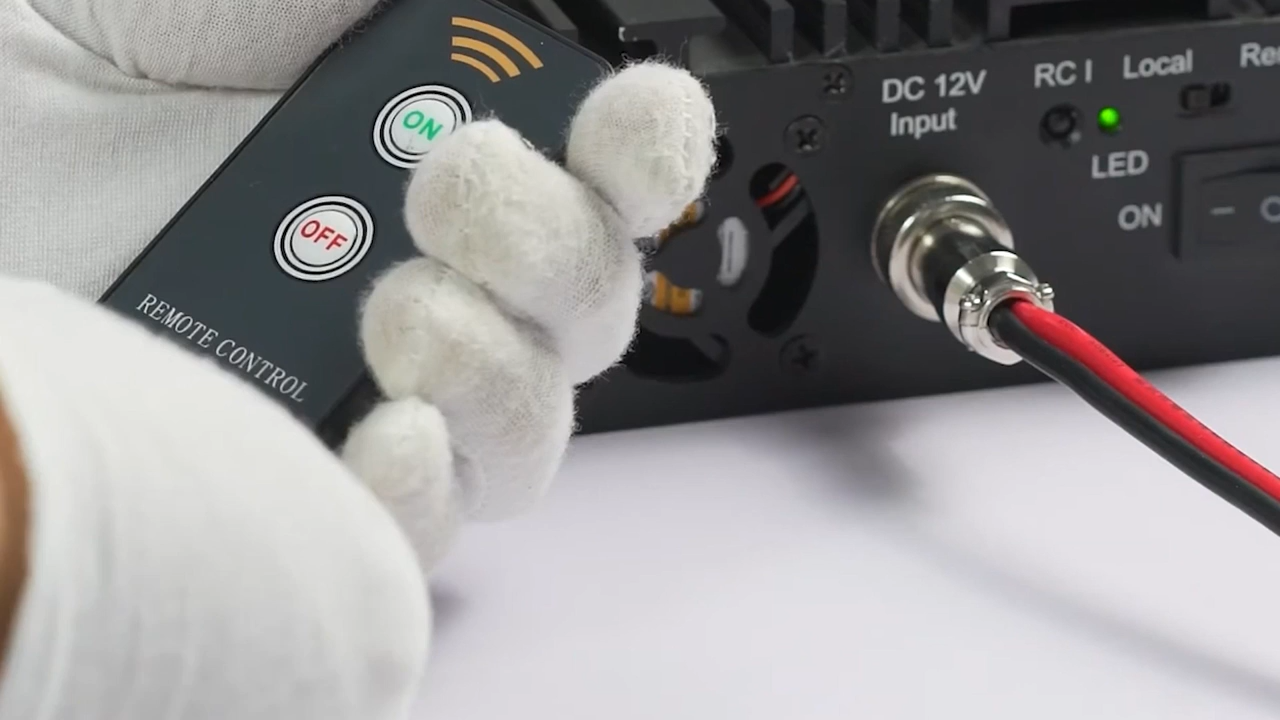 ON
OFF
REMOTE CONTROL
DC 12V
Input
RC I
Local
LED
ON